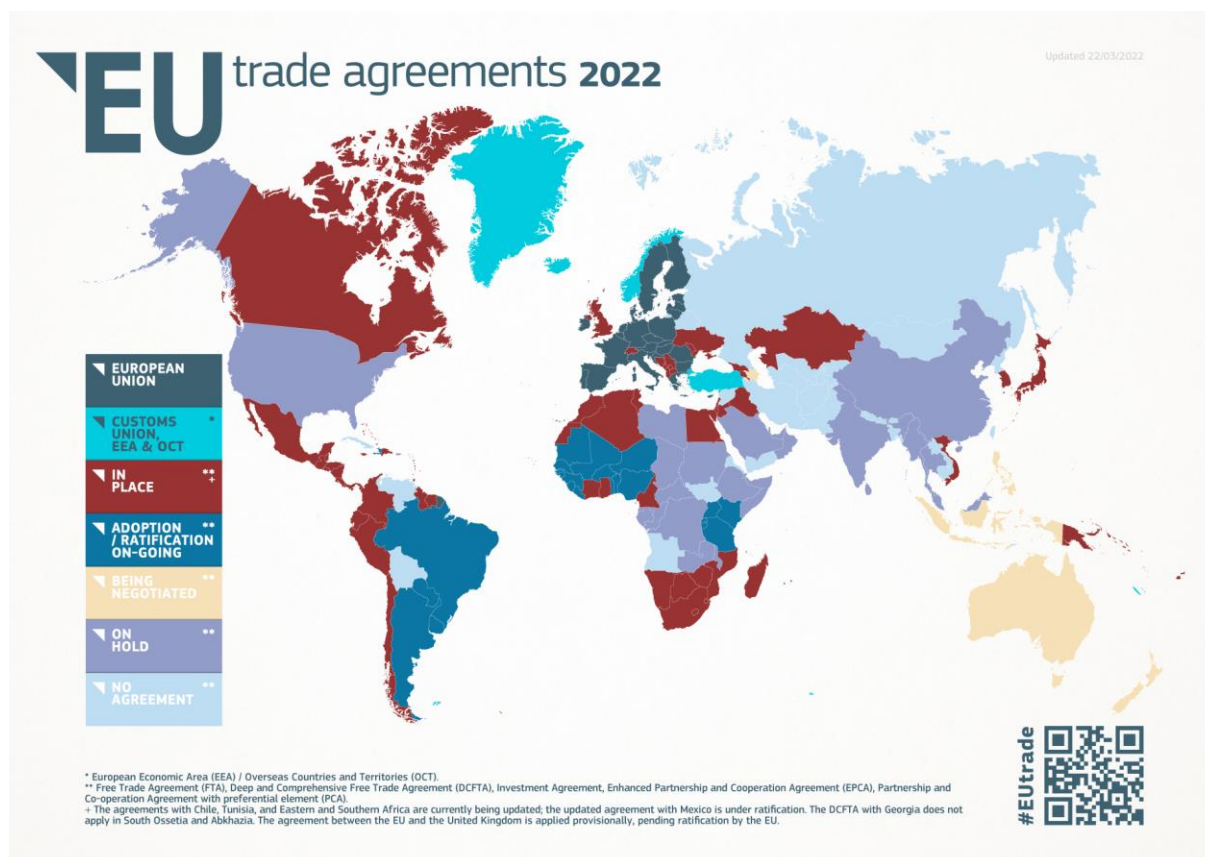 EU trade agreements 2022
Updated 22/03/2022
EUROPEAN
UNION
CUSTOMS *
UNION,
EEA & OCT
IN **
PLACE +
ADOPTION **
/ RATIFICATION
ON-GOING
BEING **
NEGOTIATED
ON **
HOLD
NO **
AGREEMENT
#EUtrade
* European Economic Area (EEA) / Overseas Countries and Territories (OCT).
** Free Trade Agreement (FTA), Deep and Comprehensive Free Trade Agreement (DCFTA), Investment Agreement, Enhanced Partnership and Cooperation Agreement (EPCA), Partnership and
Co-operation Agreement with preferential element (PCA).
+ The agreements with Chile, Tunisia, and Eastern and Southern Africa are currently being updated; the updated agreement with Mexico is under ratification. The DCFTA with Georgia does not
apply in South Ossetia and Abkhazia. The agreement between the EU and the United Kingdom is applied provisionally, pending ratification by the EU.